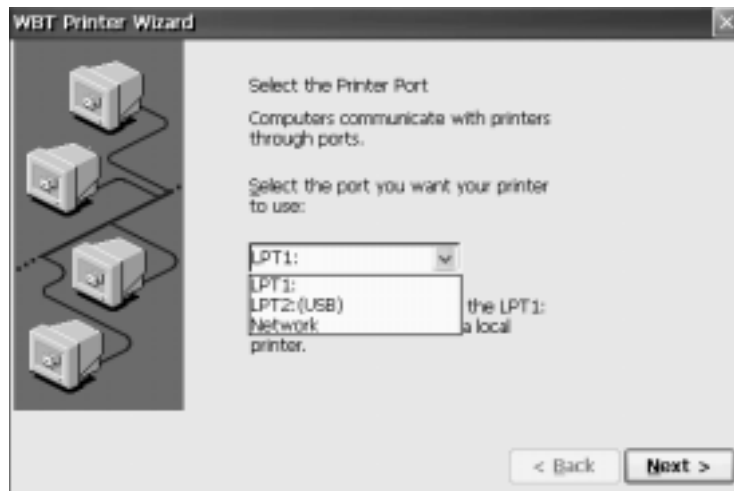 WBT Printer Wizard
Select the Printer Port
Computers communicate with printers
through ports.
Select the port you want your printer
to use:
LPT1:
LPT1:
LPT2:(USB)
Network
the LPT1:
a local
printer.
< Back
Next >